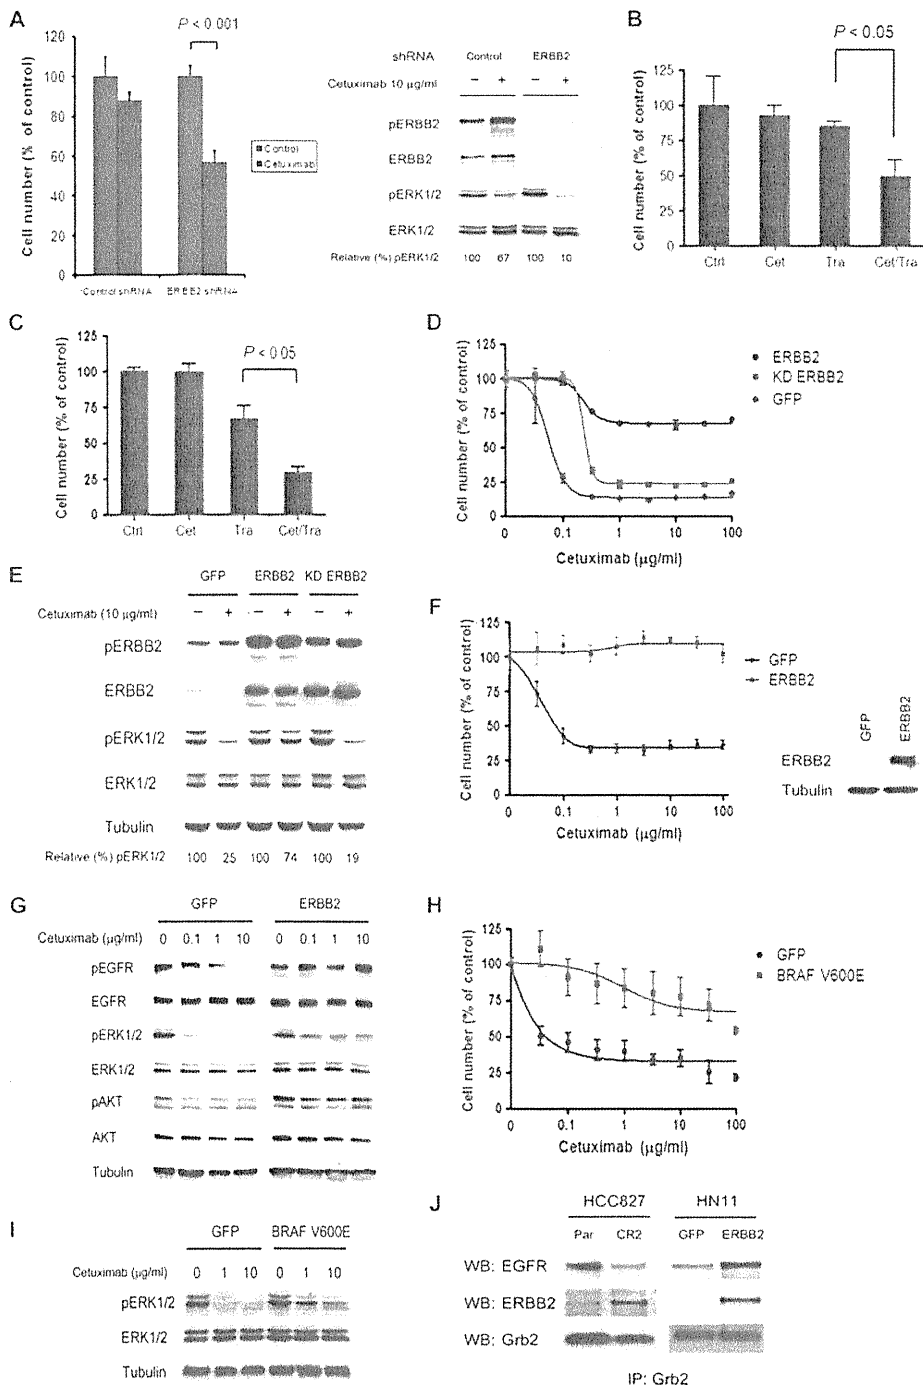 A
P < 0.001
Cell number (% of control)
120
100
80
60
40
20
0
Control shRNA
ERBB2 shRNA
Control
Cetuximab
shRNA
Control
ERBB2
Cetuximab 10 µg/ml
− + − +
pERBB2
ERBB2
pERK1/2
ERK1/2
Relative (%) pERK1/2 100 67 100 10
B
P < 0.05
Cell number (% of control)
125
100
75
50
25
0
Ctrl Cet Tra Cet/Tra
C
P < 0.05
Cell number (% of control)
125
100
75
50
25
0
Ctrl Cet Tra Cet/Tra
D
Cell number (% of control)
125
100
75
50
25
0
0 0.1 1 10 100
Cetuximab (µg/ml)
ERBB2
KD ERBB2
GFP
E
GFP ERBB2 KD ERBB2
Cetuximab (10 µg/ml) − + − + − +
pERBB2
ERBB2
pERK1/2
ERK1/2
Tubulin
Relative (%) pERK1/2 100 25 100 74 100 19
F
Cell number (% of control)
125
100
75
50
25
0
0 0.1 1 10 100
Cetuximab (µg/ml)
GFP
ERBB2
GFP ERBB2
ERBB2
Tubulin
G
GFP ERBB2
Cetuximab (µg/ml) 0 0.1 1 10 0 0.1 1 10
pEGFR
EGFR
pERK1/2
ERK1/2
pAKT
AKT
Tubulin
H
Cell number (% of control)
125
100
75
50
25
0
0 0.1 1 10 100
Cetuximab (µg/ml)
GFP
BRAF V600E
I
GFP BRAF V600E
Cetuximab (µg/ml) 0 1 10 0 1 10
pERK1/2
ERK1/2
Tubulin
J
HCC827 HN11
Par CR2 GFP ERBB2
WB: EGFR
WB: ERBB2
WB: Grb2
IP: Grb2